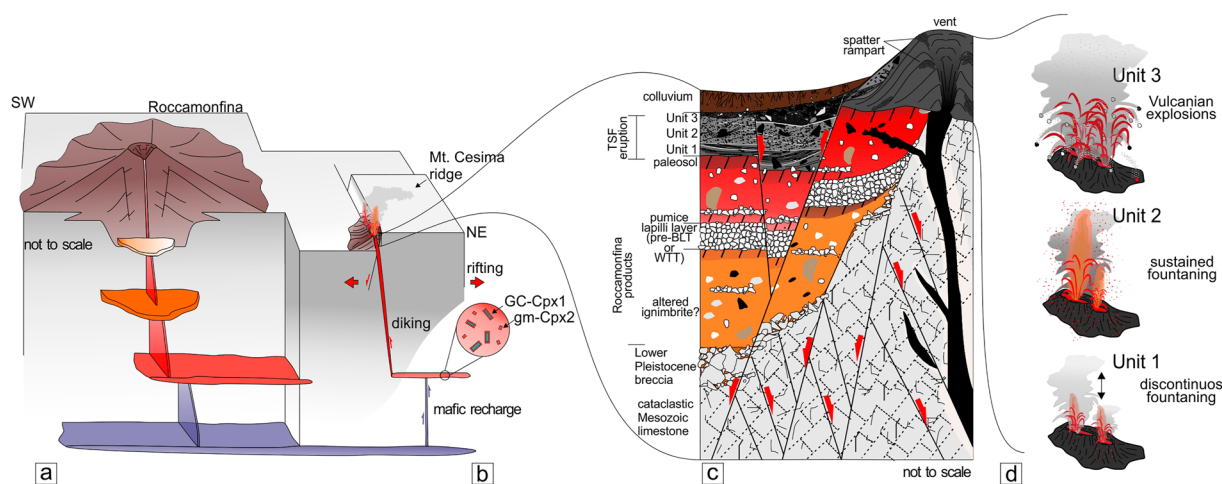 SW
Roccamonfina
Mt. Cesima
ridge
NE
not to scale
rifting
GC-Cpx1
gm-Cpx2
diking
mafic recharge
a
b
vent
spatter
rampart
colluvium
Unit 3
Unit 2
Unit 1
TSF
eruption
paleosol
pumice
lapilli layer
(pre-BLT
or
WTT)
Roccamonfina
products
altered
ignimbrite?
Lower
Pleistocene
breccia
cataclastic
Mesozoic
limestone
c
not to scale
d
Unit 3
Vulcanian
explosions
Unit 2
sustained
fountaning
Unit 1
discontinuos
fountaning